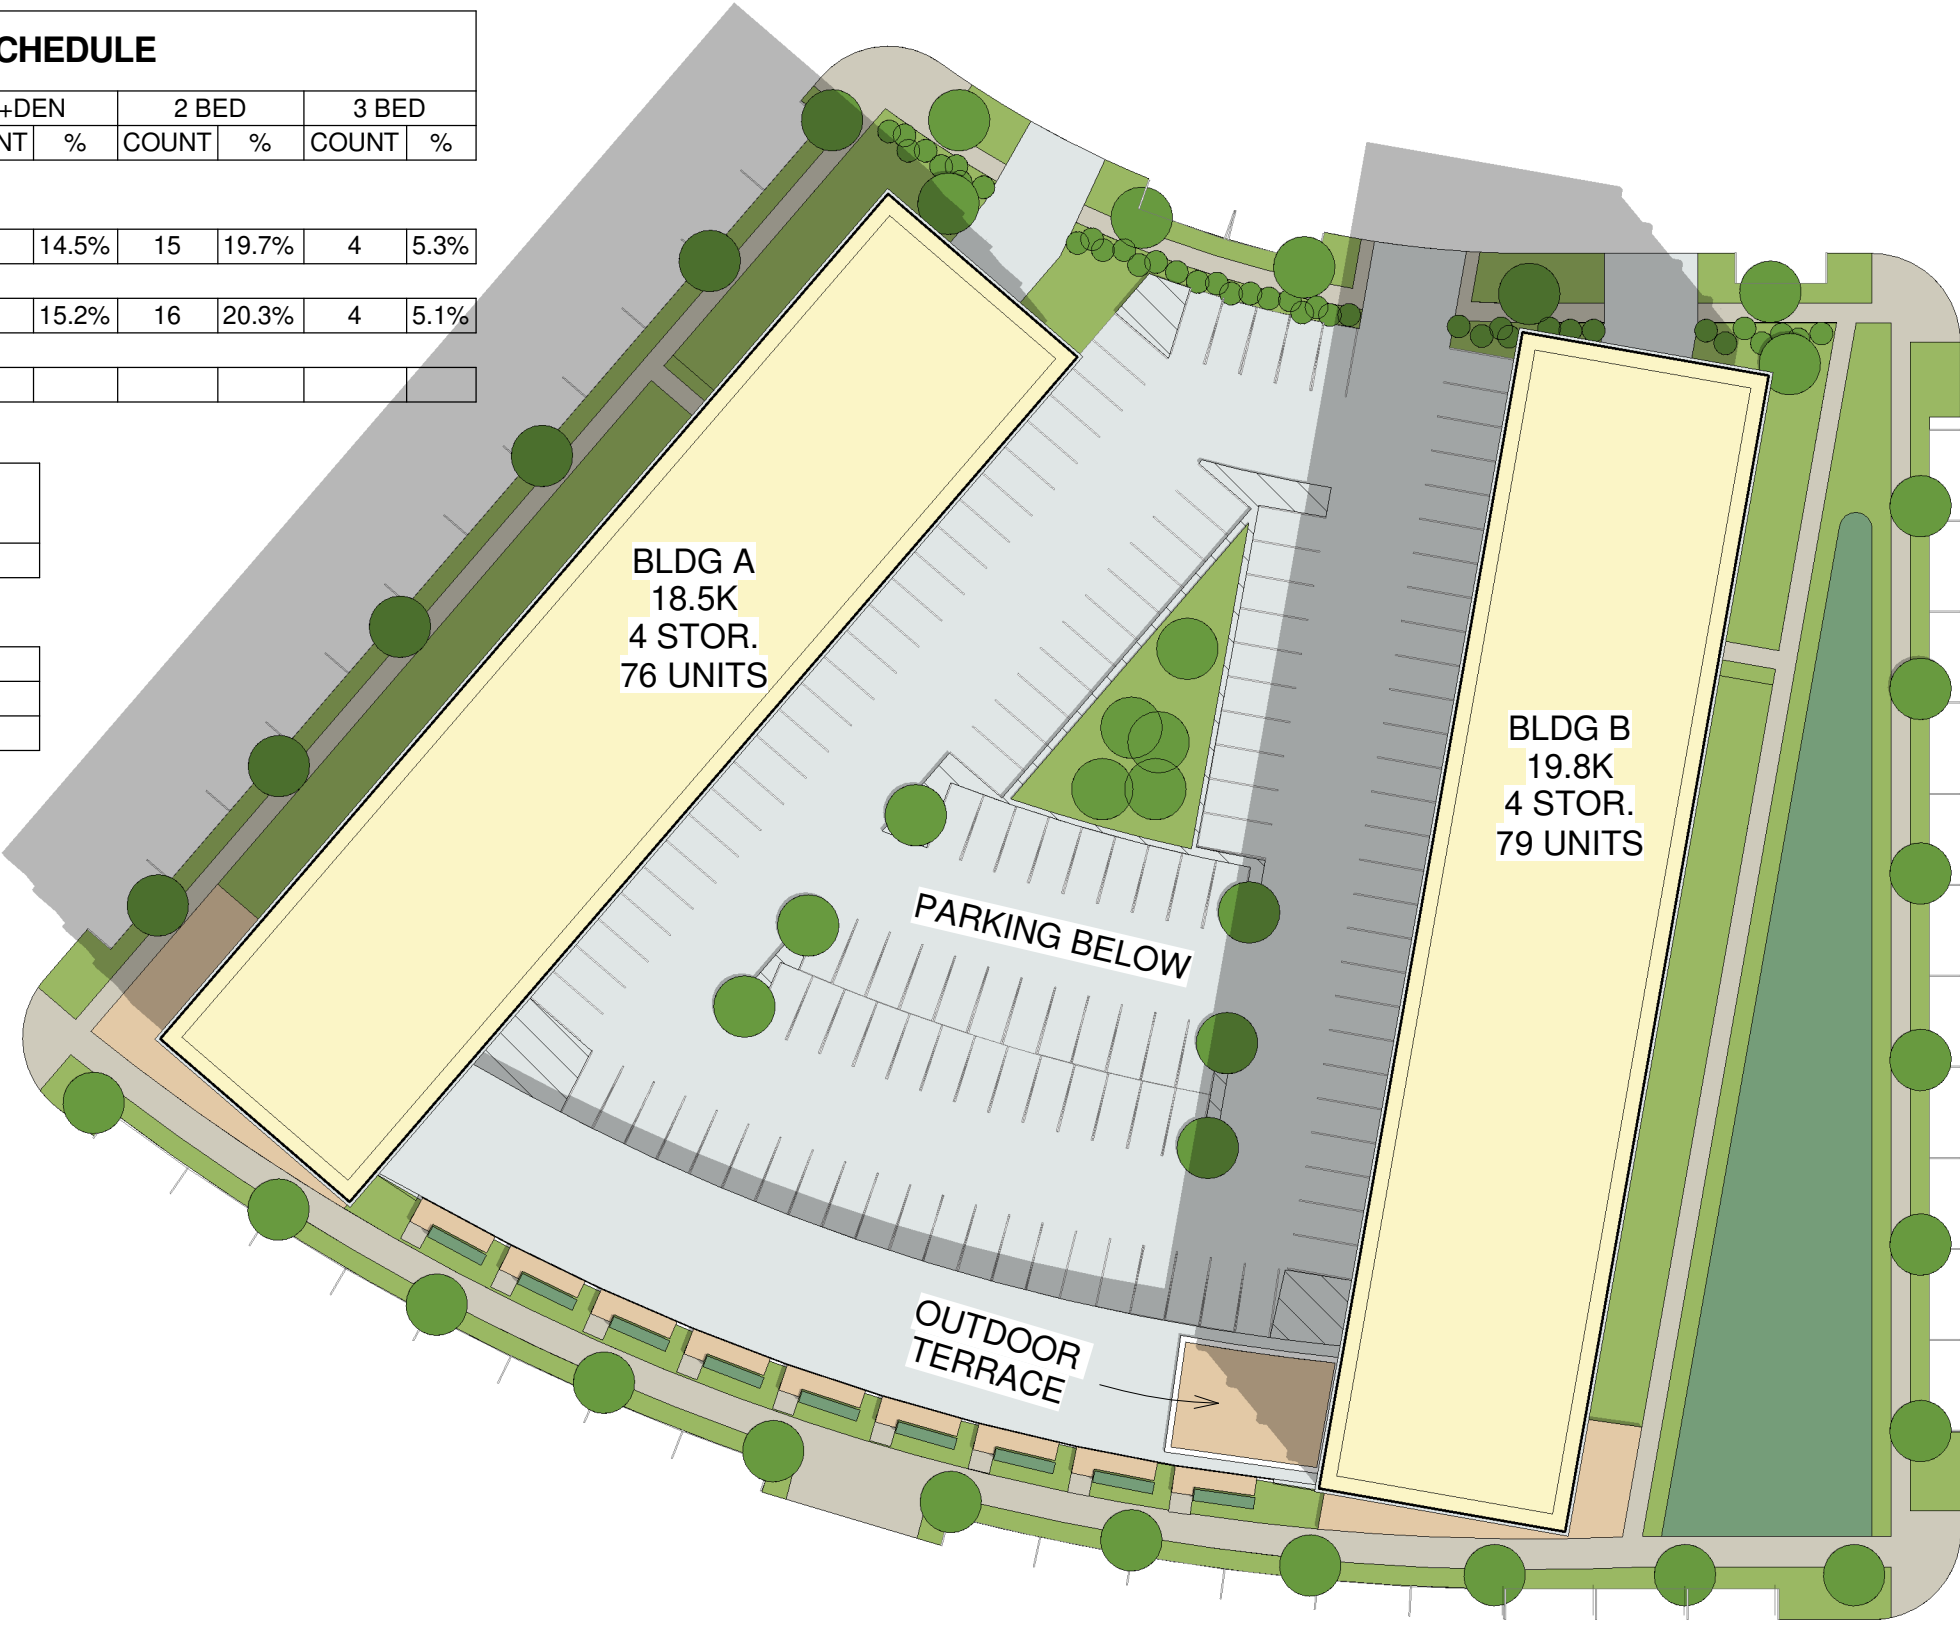 CHEDULE
+DEN 2 BED 3 BED
NT % COUNT % COUNT %
14.5% 15 19.7% 4 5.3%
15.2% 16 20.3% 4 5.1%
BLDG A
18.5K
4 STOR.
76 UNITS
BLDG B
19.8K
4 STOR.
79 UNITS
PARKING BELOW
OUTDOOR
TERRACE